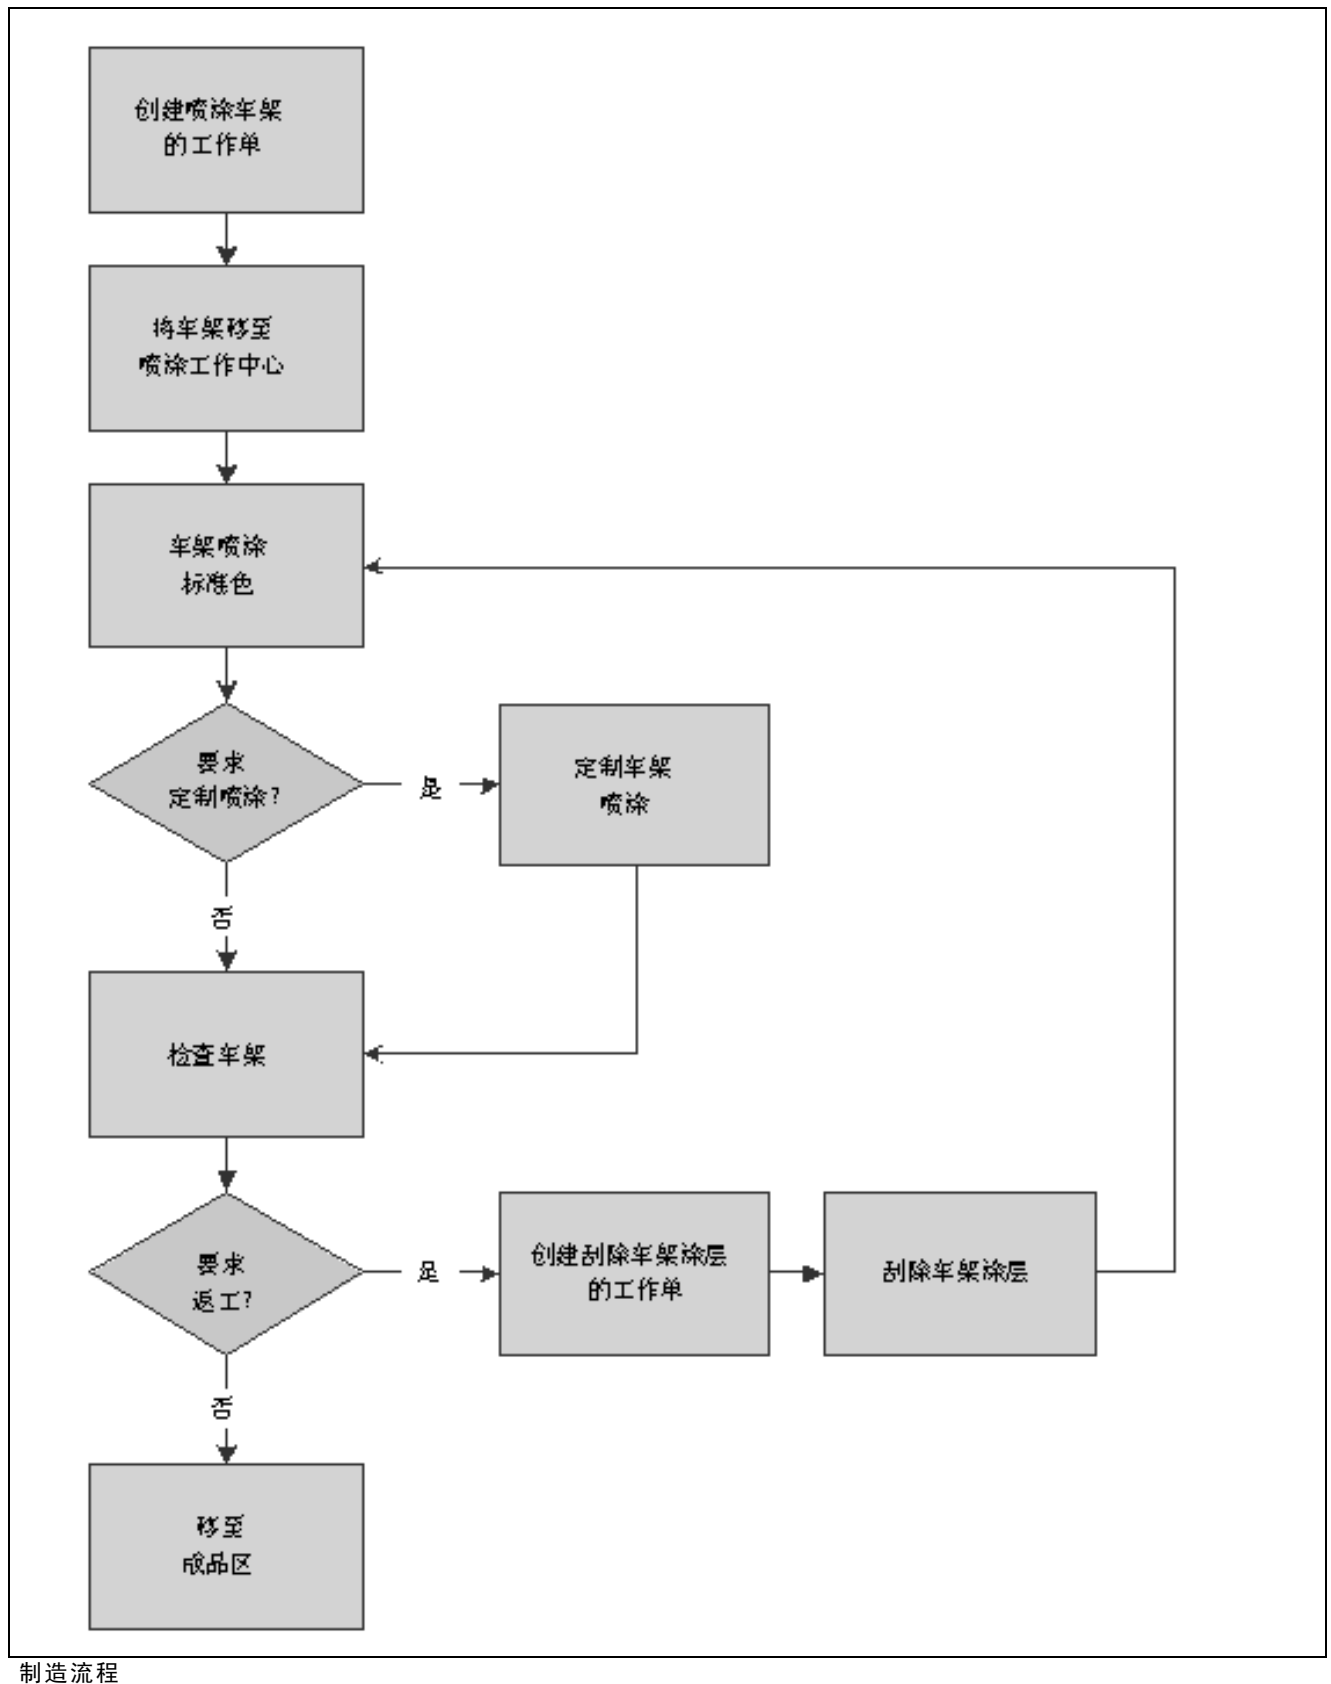 创建喷涂车架
的工作单
将车架移至
喷涂工作中心
车架喷涂
标准色
要求
定制喷涂?
是
定制车架
喷涂
否
检查车架
要求
返工?
是
创建刮除车架涂层
的工作单
刮除车架涂层
否
移至
成品区
制造流程